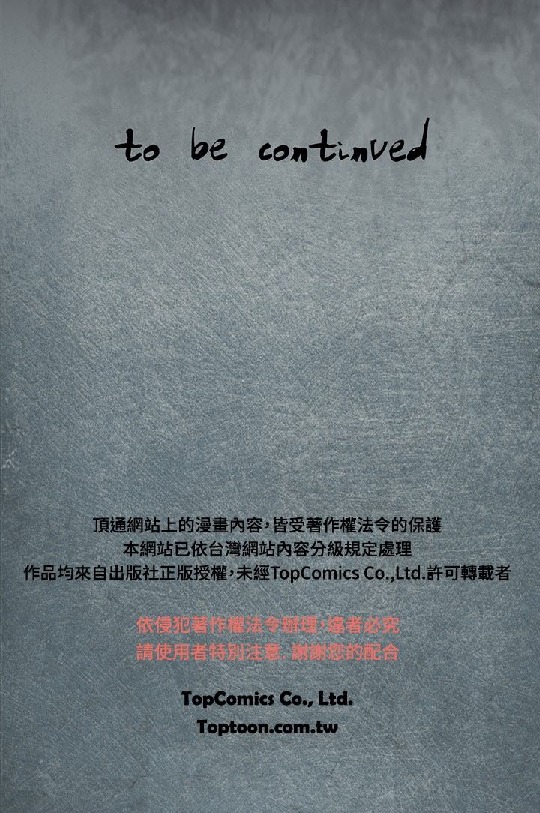 to be continued
頂通網站上的漫畫內容，皆受著作權法令的保護
本網站已依台灣網站內容分級規定處理
作品均來自出版社正版授權，未經TopComics Co.,Ltd.許可轉載者
依侵犯著作權法令辦理，違者必究
請使用者特別注意. 謝謝您的配合
TopComics Co., Ltd.
Toptoon.com.tw